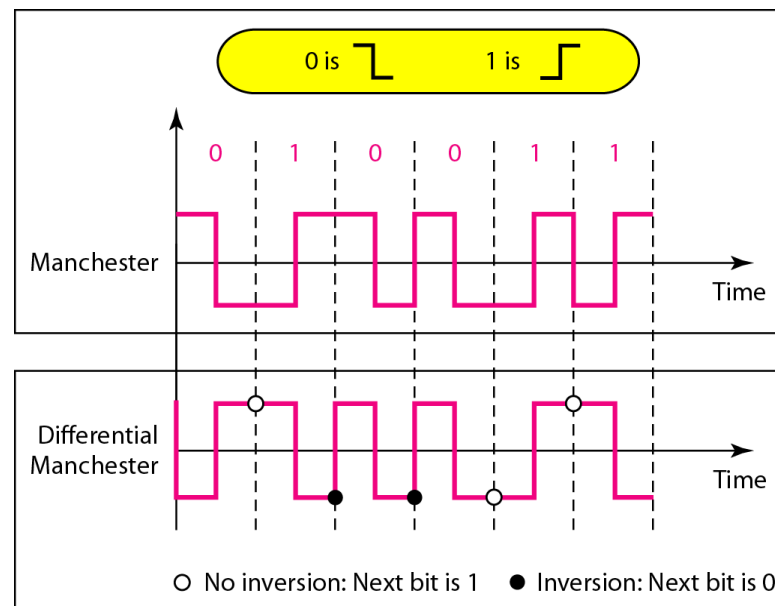 0 is 1 is
0 1 0 0 1 1
Manchester
Time
Differential
Manchester
Time
No inversion: Next bit is 1 Inversion: Next bit is 0